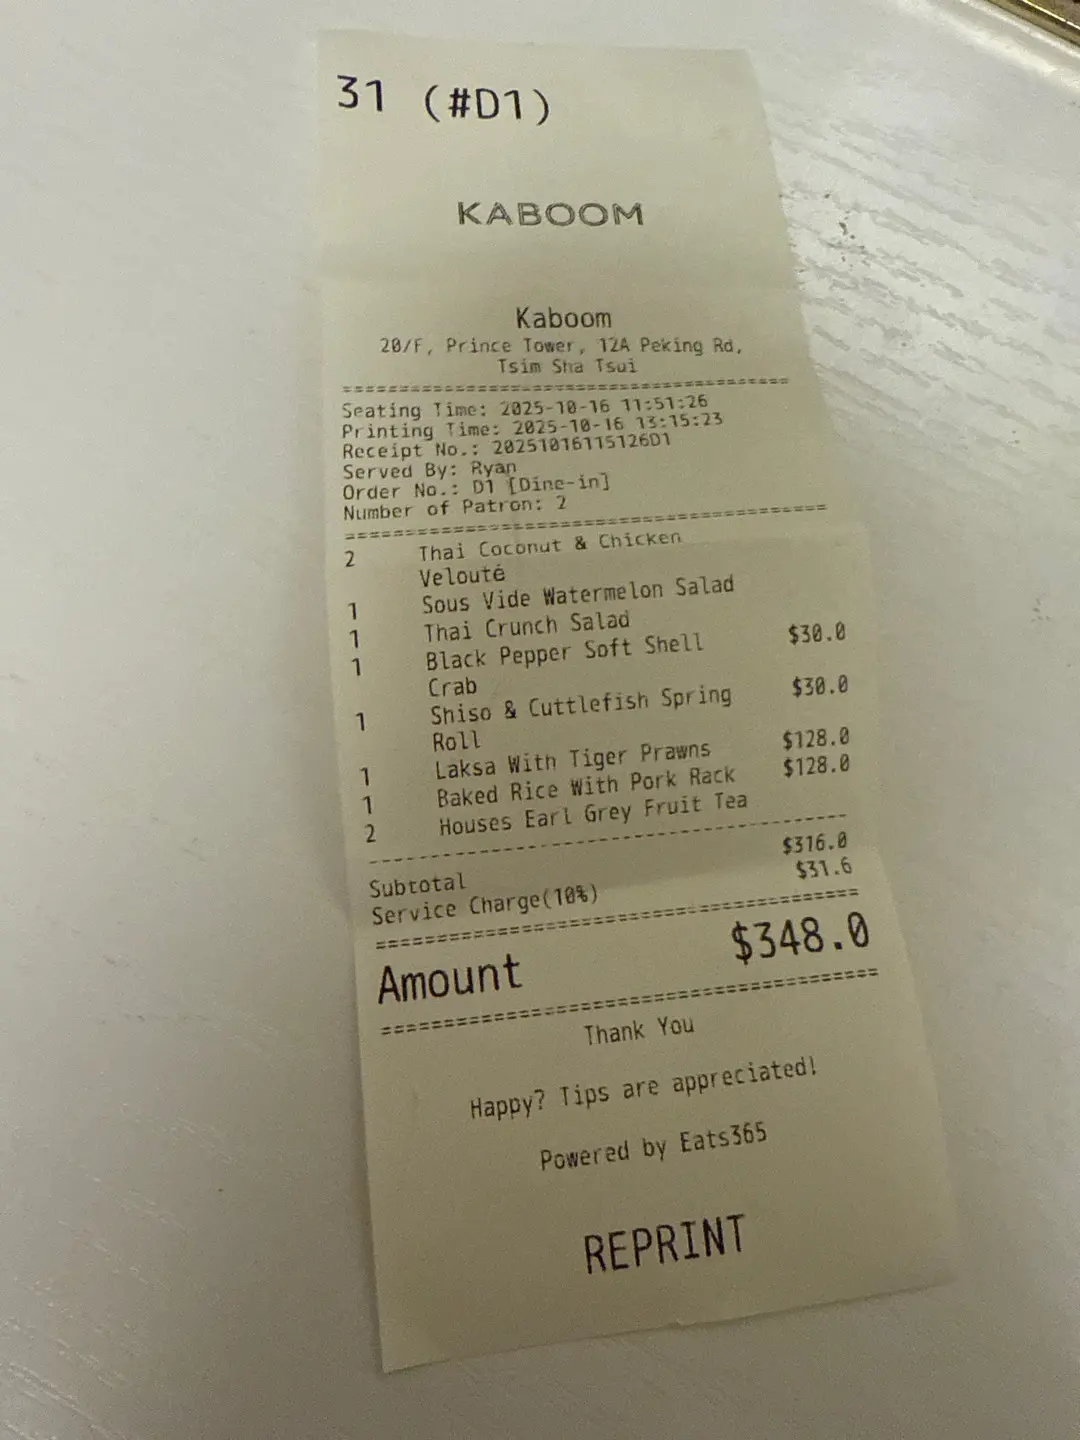 31 (#D1)
KABOOM
Kaboom
20/F, Prince Tower, 12A Peking Rd,
Tsim Sha Tsui
Seating Time: 2025-10-16 11:51:26
Printing Time: 2025-10-16 13:15:23
Receipt No.: 20251016115126D1
Served By: Ryan
Order No.: D1 [Dine-in]
Number of Patron: 2
2 Thai Coconut & Chicken
Velouté
1 Sous Vide Watermelon Salad
1 Thai Crunch Salad
1 Black Pepper Soft Shell $30.0
Crab
1 Shiso & Cuttlefish Spring $30.0
Roll
1 Laksa With Tiger Prawns $128.0
1 Baked Rice With Pork Rack $128.0
2 Houses Earl Grey Fruit Tea
Subtotal $316.0
Service Charge(10%) $31.6
Amount $348.0
Thank You
Happy? Tips are appreciated!
Powered by Eats365
REPRINT